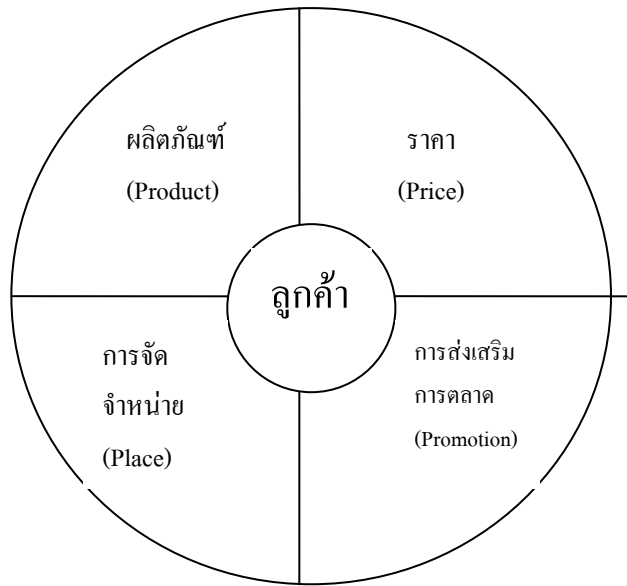 ผลิตภัณฑ์
(Product)
ราคา
(Price)
ลูกค้า
การจัด
จำหน่าย
(Place)
การส่งเสริม
การตลาด
(Promotion)